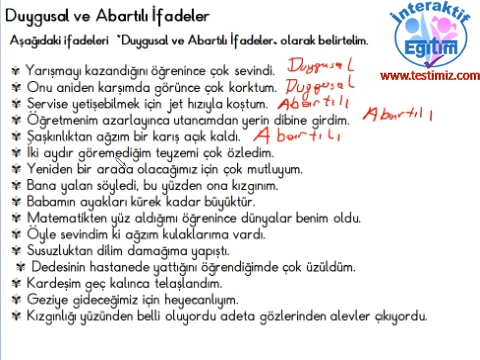 Duygusal ve Abartılı İfadeler
Aşağıdaki ifadeleri "Duygusal ve Abartılı İfadeler" olarak belirtelim.
İnteraktif
Eğitim
www.testimiz.com
Yarışmayı kazandığını öğrenince çok sevindi. Duygusal
Onu aniden karşımda görünce çok korktum. Duygusal
Servise yetişebilmek için jet hızıyla koştum. Abartılı
Öğretmenim azarlayınca utancımdan yerin dibine girdim. Abartılı
Şaşkınlıktan ağzım bir karış açık kaldı. Abartılı
İki aydır göremediğim teyzemi çok özledim.
Yeniden bir arada olacağımız için çok mutluyum.
Bana yalan söyledi, bu yüzden ona kızgınım.
Babamın ayakları kürek kadar büyüktür.
Matematikten yüz aldığımı öğrenince dünyalar benim oldu.
Öyle sevindim ki ağzım kulaklarıma vardı.
Susuzluktan dilim damağıma yapıştı.
Dedesinin hastanede yattığını öğrendiğimde çok üzüldüm.
Kardeşim geç kalınca telaşlandım.
Geziye gideceğimiz için heyecanlıyım.
Kızgınlığı yüzünden belli oluyordu adeta gözlerinden alevler çıkıyordu.